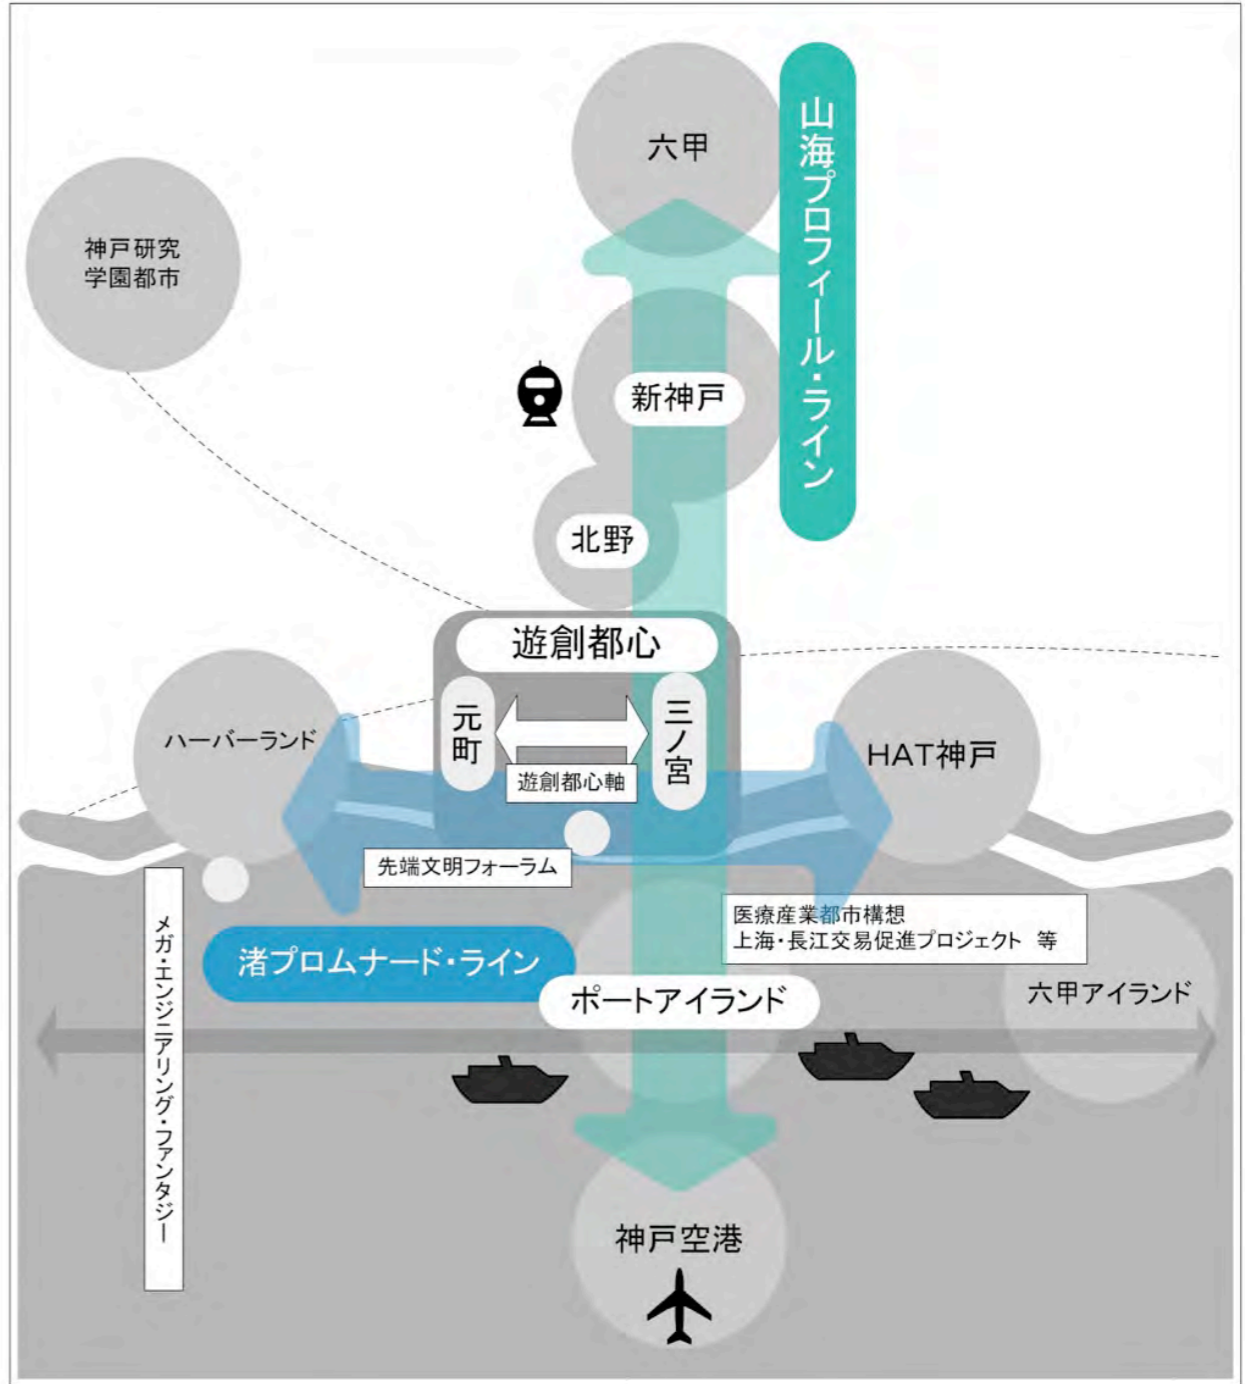 六甲
山海プロフィール・ライン
神戸研究
学園都市
新神戸
北野
遊創都心
元町
三ノ宮
遊創都心軸
ハーバーランド
HAT神戸
先端文明フォーラム
医療産業都市構想
上海・長江交易促進プロジェクト 等
渚プロムナード・ライン
ポートアイランド
六甲アイランド
メガ・エンジニアリング・ファンタジー
神戸空港